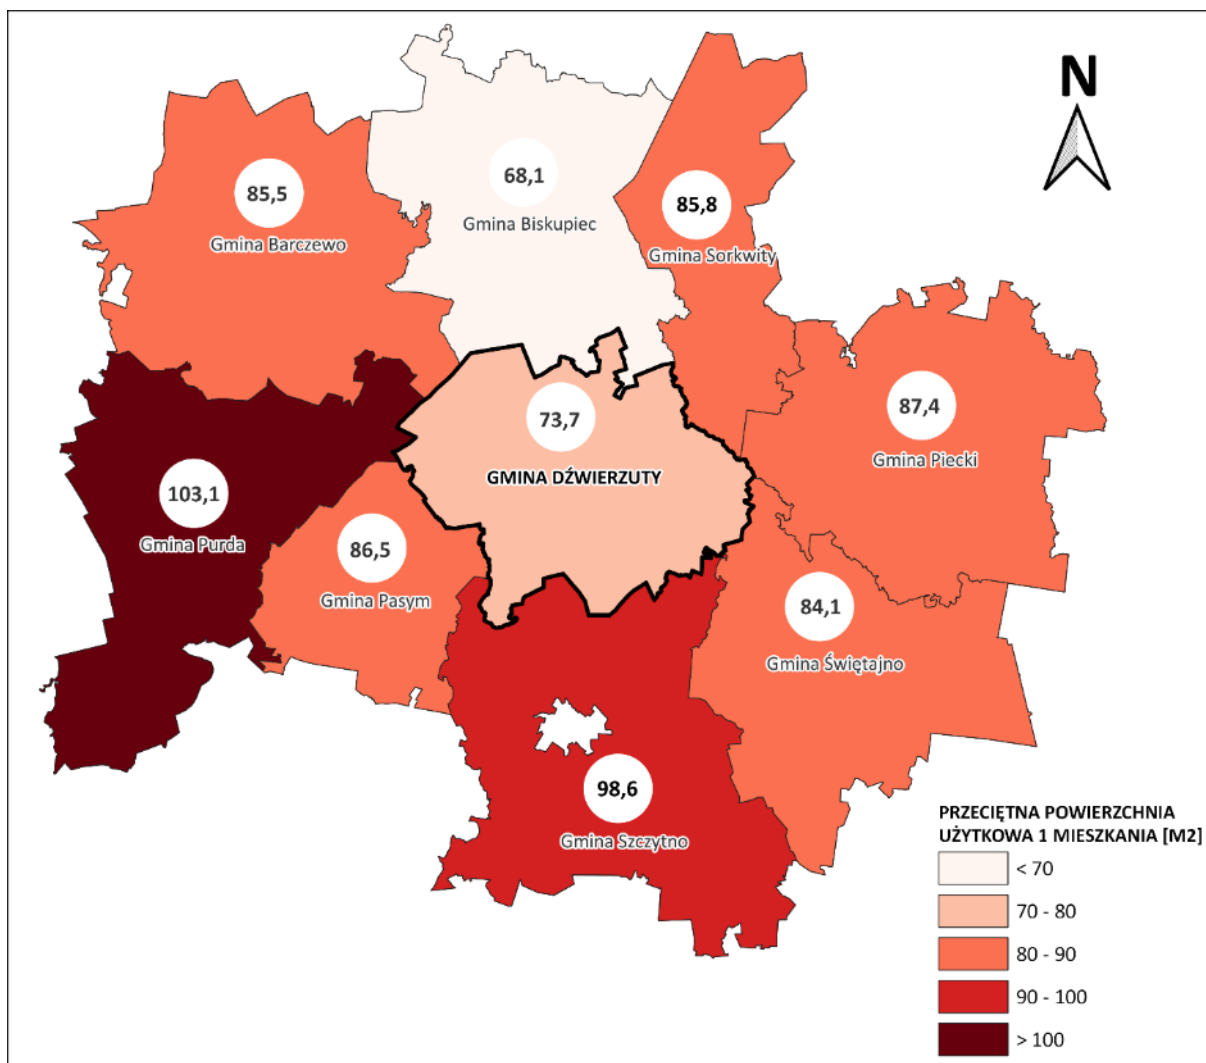 N
68,1
Gmina Biskupiec
85,5
Gmina Barczewo
85,8
Gmina Sorkwity
73,7
GMINA DŹWIERZUTY
87,4
Gmina Piecki
103,1
Gmina Purda
86,5
Gmina Pasym
84,1
Gmina Świętajno
98,6
Gmina Szczytno
PRZECIĘTNA POWIERZCHNIA
UŻYTKOWA 1 MIESZKANIA [M2]
< 70
70 - 80
80 - 90
90 - 100
> 100